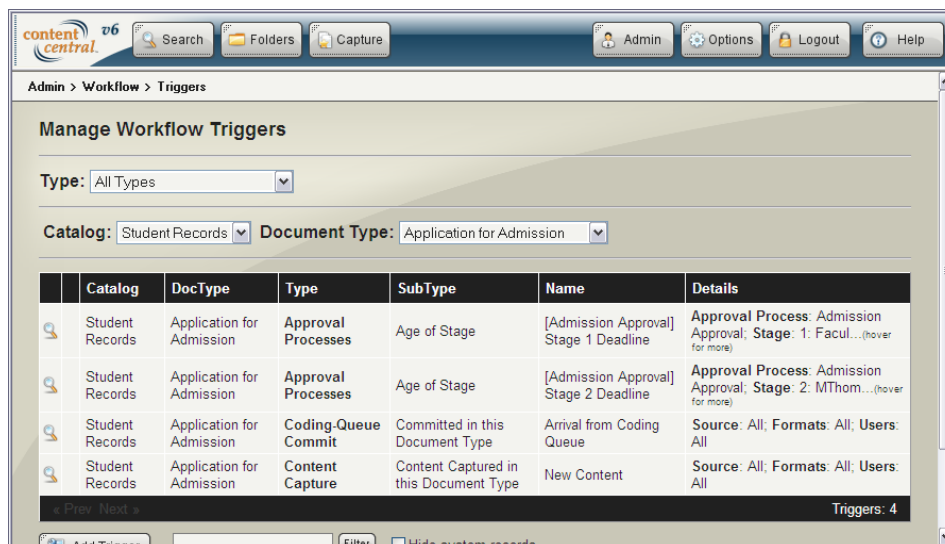 content central. v6 Search Folders Capture Admin Options Logout Help
Admin > Workflow > Triggers
Manage Workflow Triggers
Type: All Types
Catalog: Student Records Document Type: Application for Admission
Catalog DocType Type SubType Name Details
Student Records Application for Admission Approval Processes Age of Stage [Admission Approval] Stage 1 Deadline Approval Process: Admission Approval; Stage: 1: Facul...(hover for more)
Student Records Application for Admission Approval Processes Age of Stage [Admission Approval] Stage 2 Deadline Approval Process: Admission Approval; Stage: 2: MThom...(hover for more)
Student Records Application for Admission Coding-Queue Commit Committed in this Document Type Arrival from Coding Queue Source: All; Formats: All; Users: All
Student Records Application for Admission Content Capture Content Captured in this Document Type New Content Source: All; Formats: All; Users: All
« Prev Next » Triggers: 4
Add Trigger Filter Hide system records